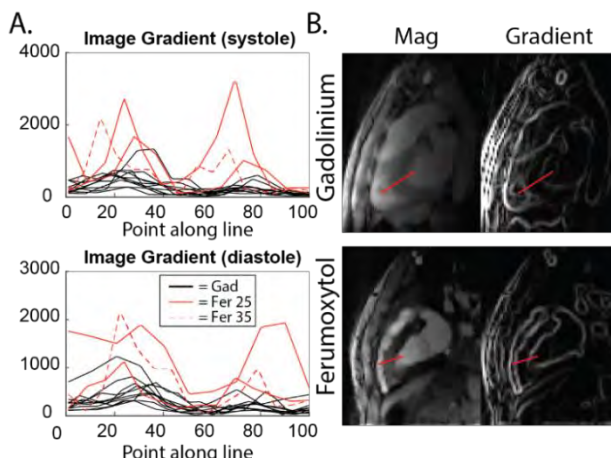 A.
Image Gradient (systole)
4000
2000
0
0 20 40 60 80 100
Point along line
Image Gradient (diastole)
3000
2000
1000
0
= Gad
= Fer 25
= Fer 35
0 20 40 60 80 100
Point along line
B.
Mag Gradient
Gadolinium
Ferumoxytol